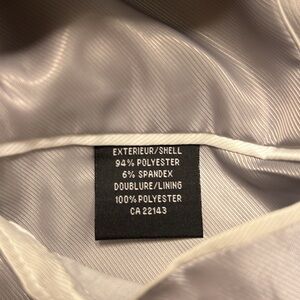 EXTERIEUR/SHELL
94% POLYESTER
6% SPANDEX
DOUBLURE/LINING
100% POLYESTER
CA 22143